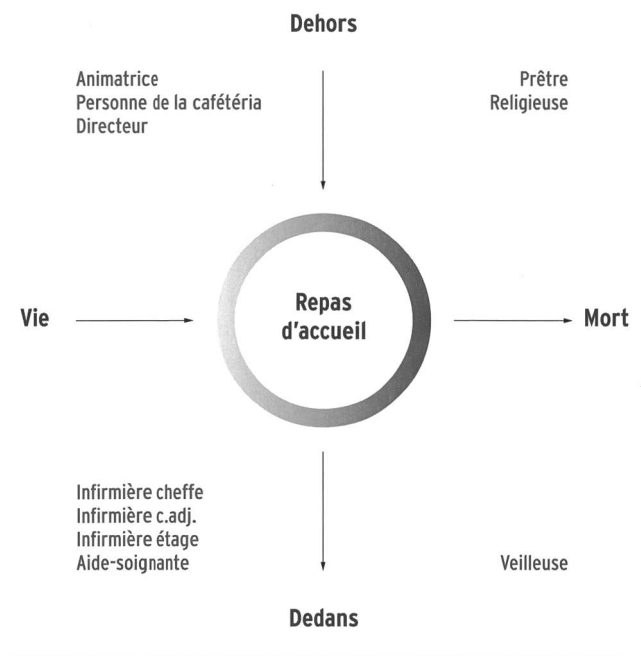 Dehors
Animatrice
Personne de la cafétéria
Directeur
Prêtre
Religieuse
Vie
Repas
d'accueil
Mort
Infirmière cheffe
Infirmière c.adj.
Infirmière étage
Aide-soignante
Veilleuse
Dedans